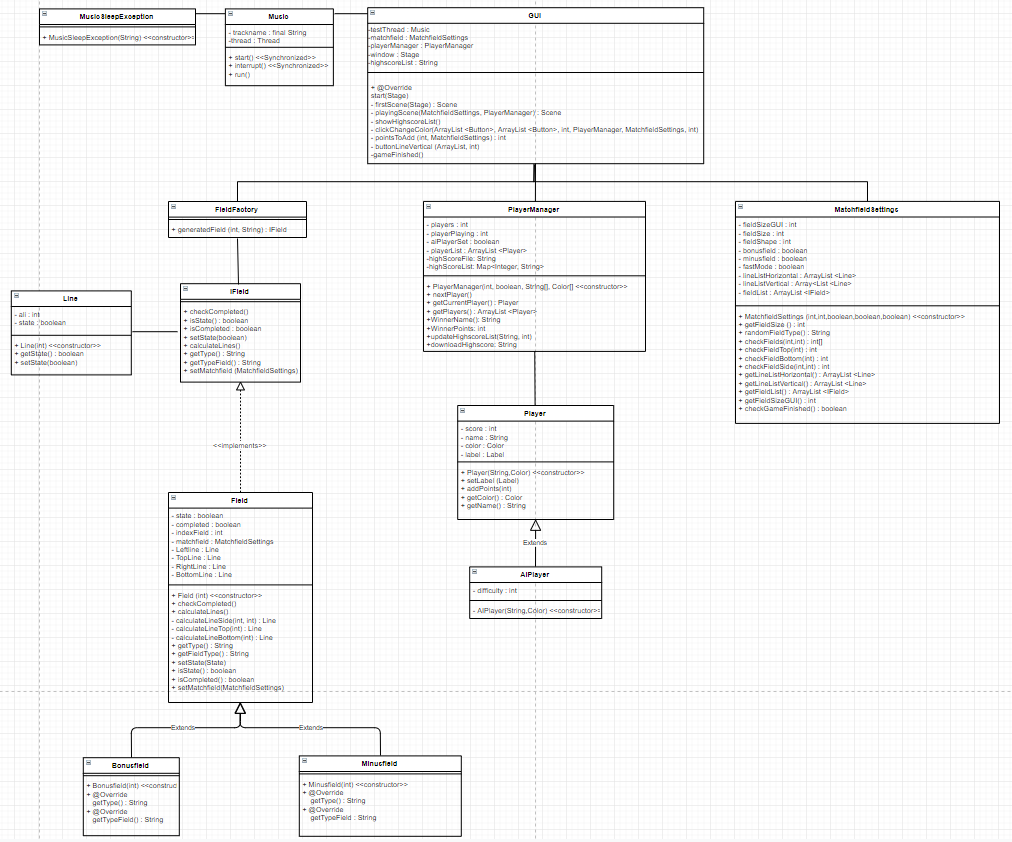 MusicSleepException
+ MusicSleepException(String) <<constructor>>
Music
- trackname : final String
-thread : Thread
+ start() <<Synchronized>>
+ interrupt() <<Synchronized>>
+ run()
GUI
-testThread : Music
-matchfield : MatchfieldSettings
-playerManager : PlayerManager
-window : Stage
-highscoreList : String
+ @Override
start(Stage)
- firstScene(Stage) : Scene
- playingScene(MatchfieldSettings, PlayerManager) : Scene
- showHighscoreList()
- clickChangeColor(ArrayList <Button>, ArrayList <Button>, int, PlayerManager, MatchfieldSettings, int)
- pointsToAdd (int, MatchfieldSettings) : int
- buttonLineVertical (ArrayList, int)
-gameFinished()
FieldFactory
+ generatedField (int, String) : IField
PlayerManager
- players : int
- playerPlaying : int
- aiPlayerSet : boolean
- playerList : ArrayList <Player>
-highScoreFile: String
-highScoreList: Map<Integer, String>
+ PlayerManager(int, boolean, String[], Color[] <<constructor>>
+ nextPlayer()
+ getCurrentPlayer() : Player
+ getPlayers() : ArrayList <Player>
+WinnerName(): String
+WinnerPoints: int
+updateHighscoreList(String, int)
+downloadHighscore: String
MatchfieldSettings
- fieldSizeGUI : int
- fieldSize : int
- fieldShape : int
- bonusfield : boolean
- minusfield : boolean
- fastMode : boolean
- lineListHorizontal : ArrayList <Line>
- lineListVertical : Array<List <Line>
- fieldList : ArrayList <IField>
+ MatchfieldSettings (int,int,boolean,boolean,boolean) <<constructor>>
+ getFieldSize () : int
+ randomFieldType() : String
+ checkFields(int,int) : int[]
+ checkFieldTop(int) : int
+ checkFieldBottom(int) : int
+ checkFieldSide(int,int) : int
+ getLineListHorizontal() : ArrayList <Line>
+ getLineListVertical() : ArrayList <Line>
+ getFieldList() : ArrayList <IField>
+ getFieldSizeGUI() : int
+ checkGameFinished() : boolean
Line
- all : int
- state : boolean
+ Line(int) <<constructor>>
+ getState() : boolean
+ setState(boolean)
IField
+ checkCompleted()
+ isState() : boolean
+ isCompleted : boolean
+ setState(boolean)
+ calculateLines()
+ getType() : String
+ getTypeField() : String
+ setMatchfield (MatchfieldSettings)
<<implements>>
Player
- score : int
- name : String
- color : Color
- label : Label
+ Player(String,Color) <<constructor>>
+ setLabel (Label)
+ addPoints(int)
+ getColor() : Color
+ getName() : String
Extends
AIPlayer
- difficulty : int
- AIPlayer(String,Color) <<constructor>>
Field
- state : boolean
- completed : boolean
- indexField : int
- matchfield : MatchfieldSettings
- Leftline : Line
- TopLine : Line
- RightLine : Line
- BottomLine : Line
+ Field (int) <<constructor>>
+ checkCompleted()
+ calculateLines()
- calculateLineSide(int, int) : Line
- calculateLineTop(int) : Line
- calculateLineBottom(int) : Line
+ getType() : String
+ getFieldType() : String
+ setState(State)
+ isState() : boolean
+ isCompleted() : boolean
+ setMatchfield(MatchfieldSettings)
Extends
Extends
Bonusfield
+ Bonusfield(int) <<construc
+ @Override
getType() : String
+ @Override
getTypeField() : String
Minusfield
+ Minusfield(int) <<constructor>>
+ @Override
getType() : String
+ @Override
getTypeField : String